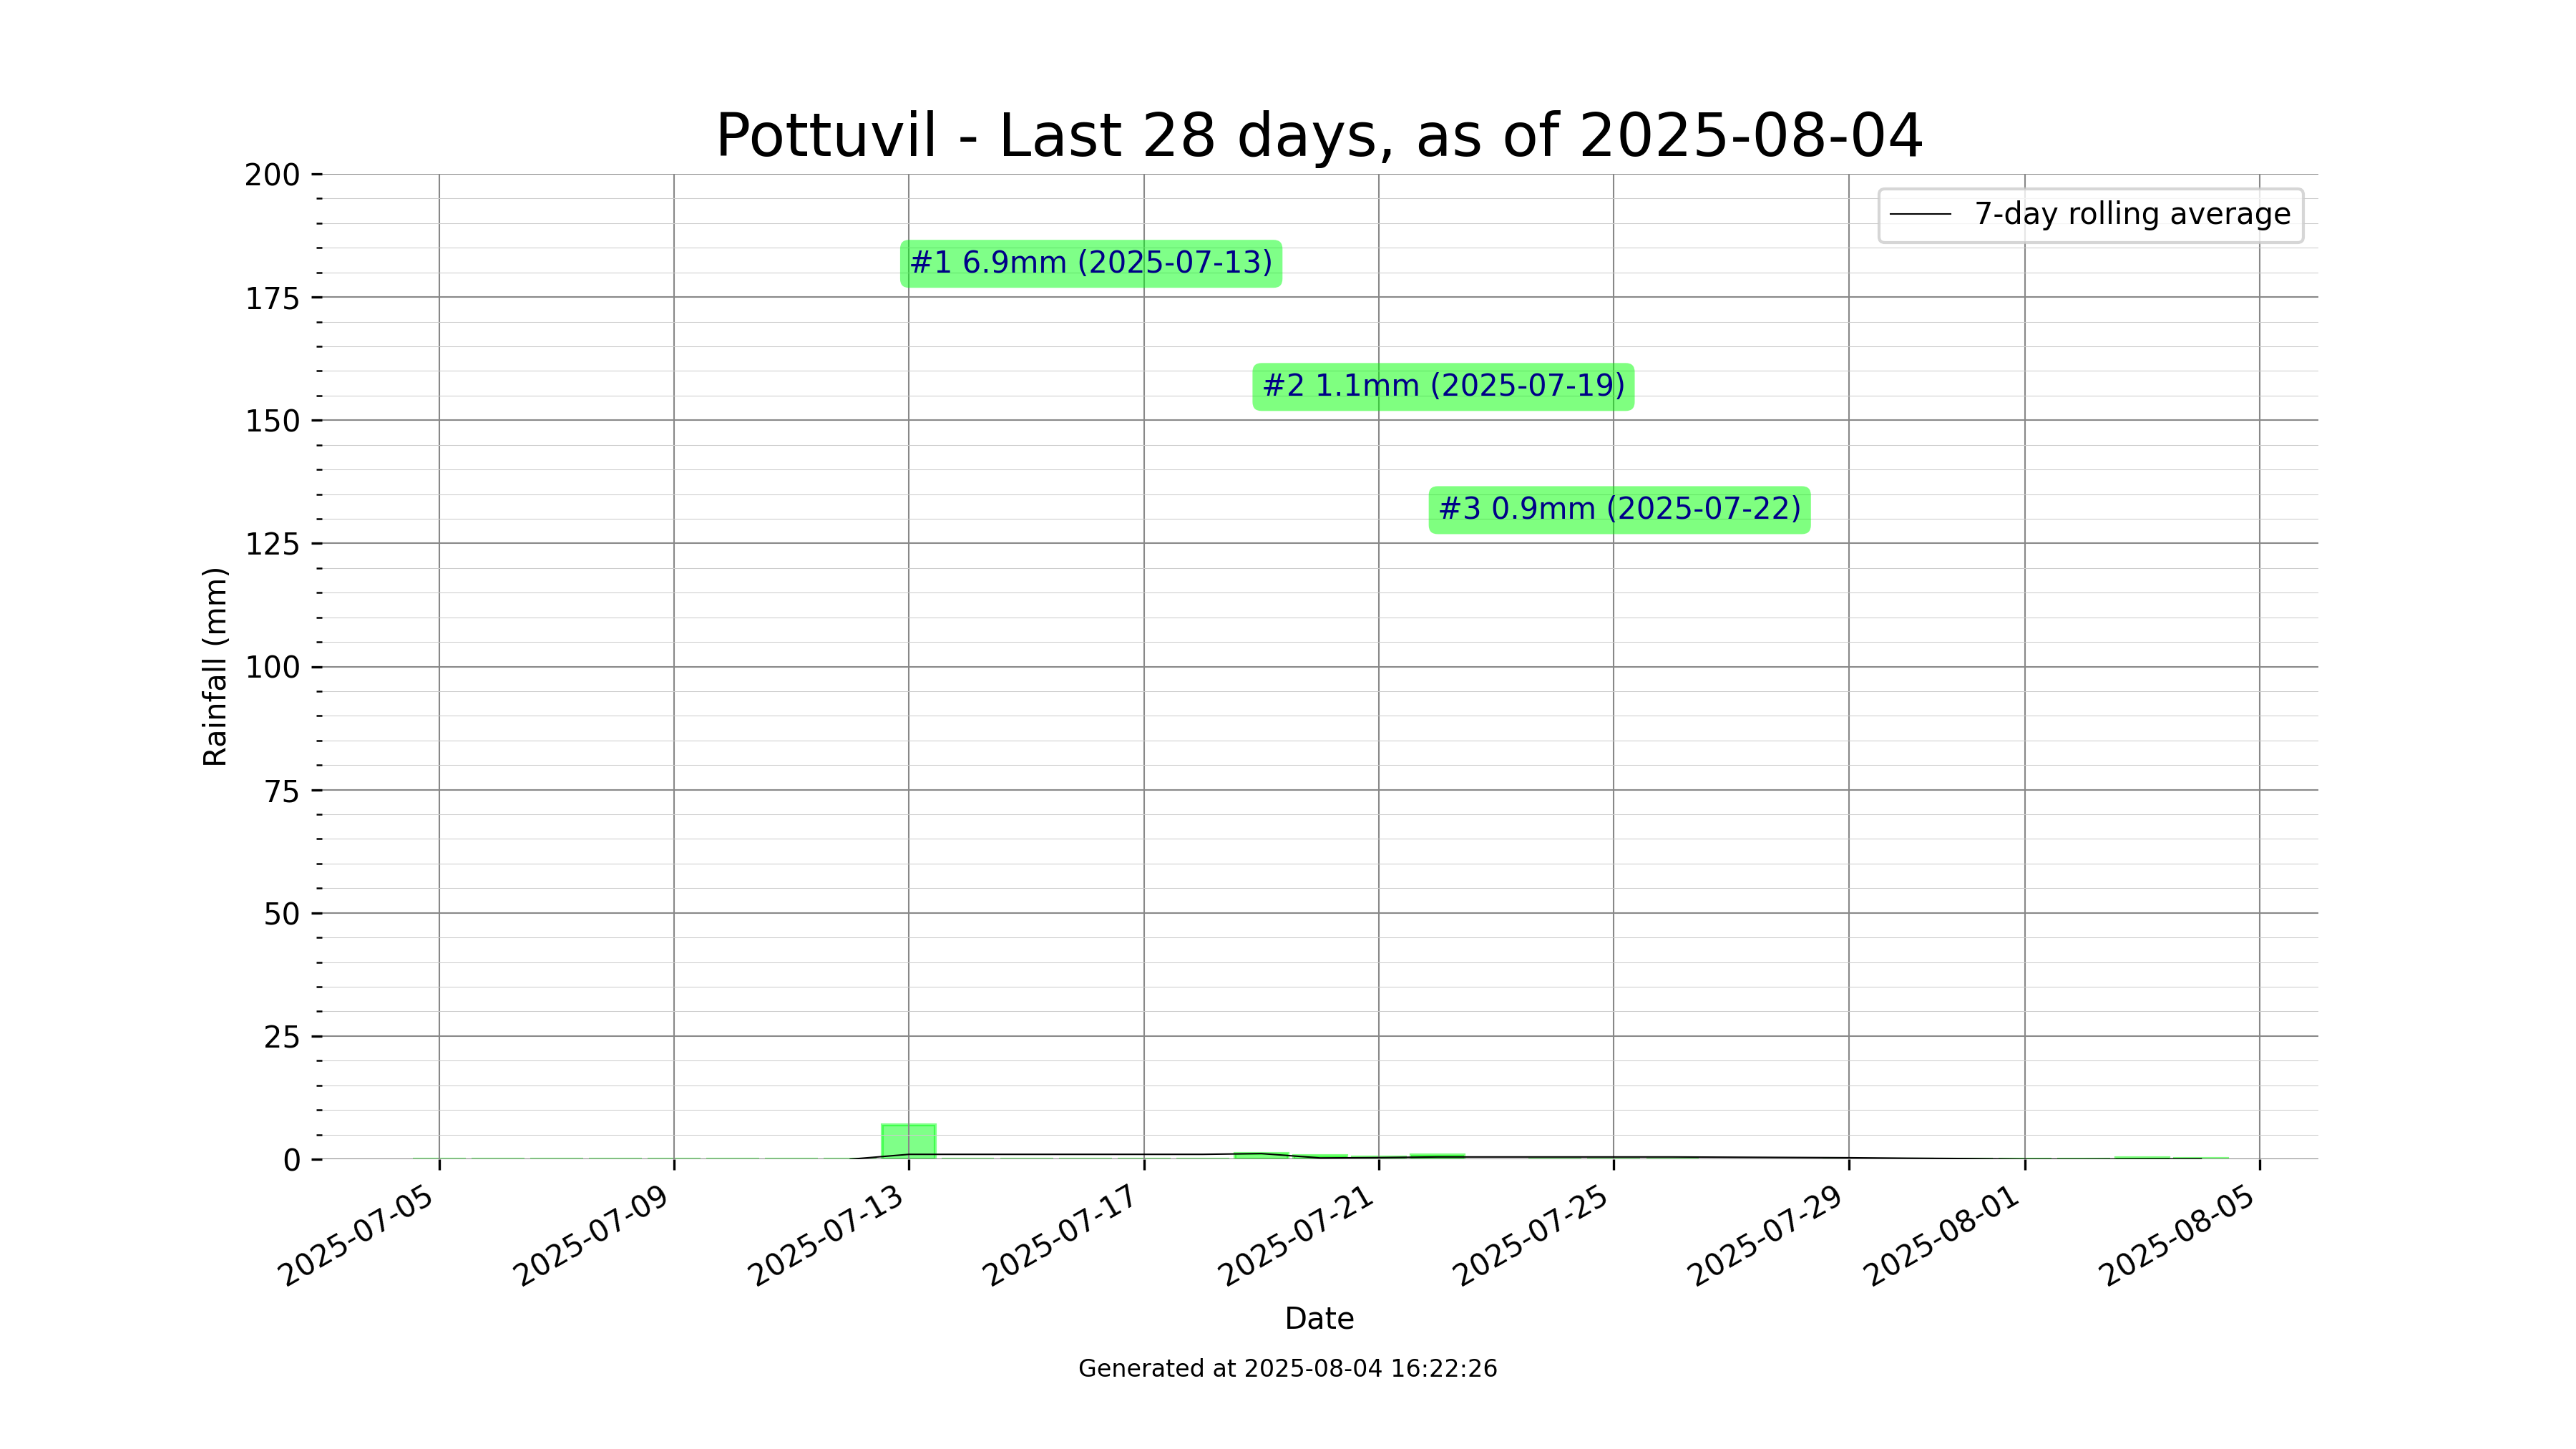 Pottuvil - Last 28 days, as of 2025-08-04
200
175
150
125
100
75
50
25
0
Rainfall (mm)
7-day rolling average
#1 6.9mm (2025-07-13)
#2 1.1mm (2025-07-19)
#3 0.9mm (2025-07-22)
2025-07-05
2025-07-09
2025-07-13
2025-07-17
2025-07-21
2025-07-25
2025-07-29
2025-08-01
2025-08-05
Date
Generated at 2025-08-04 16:22:26